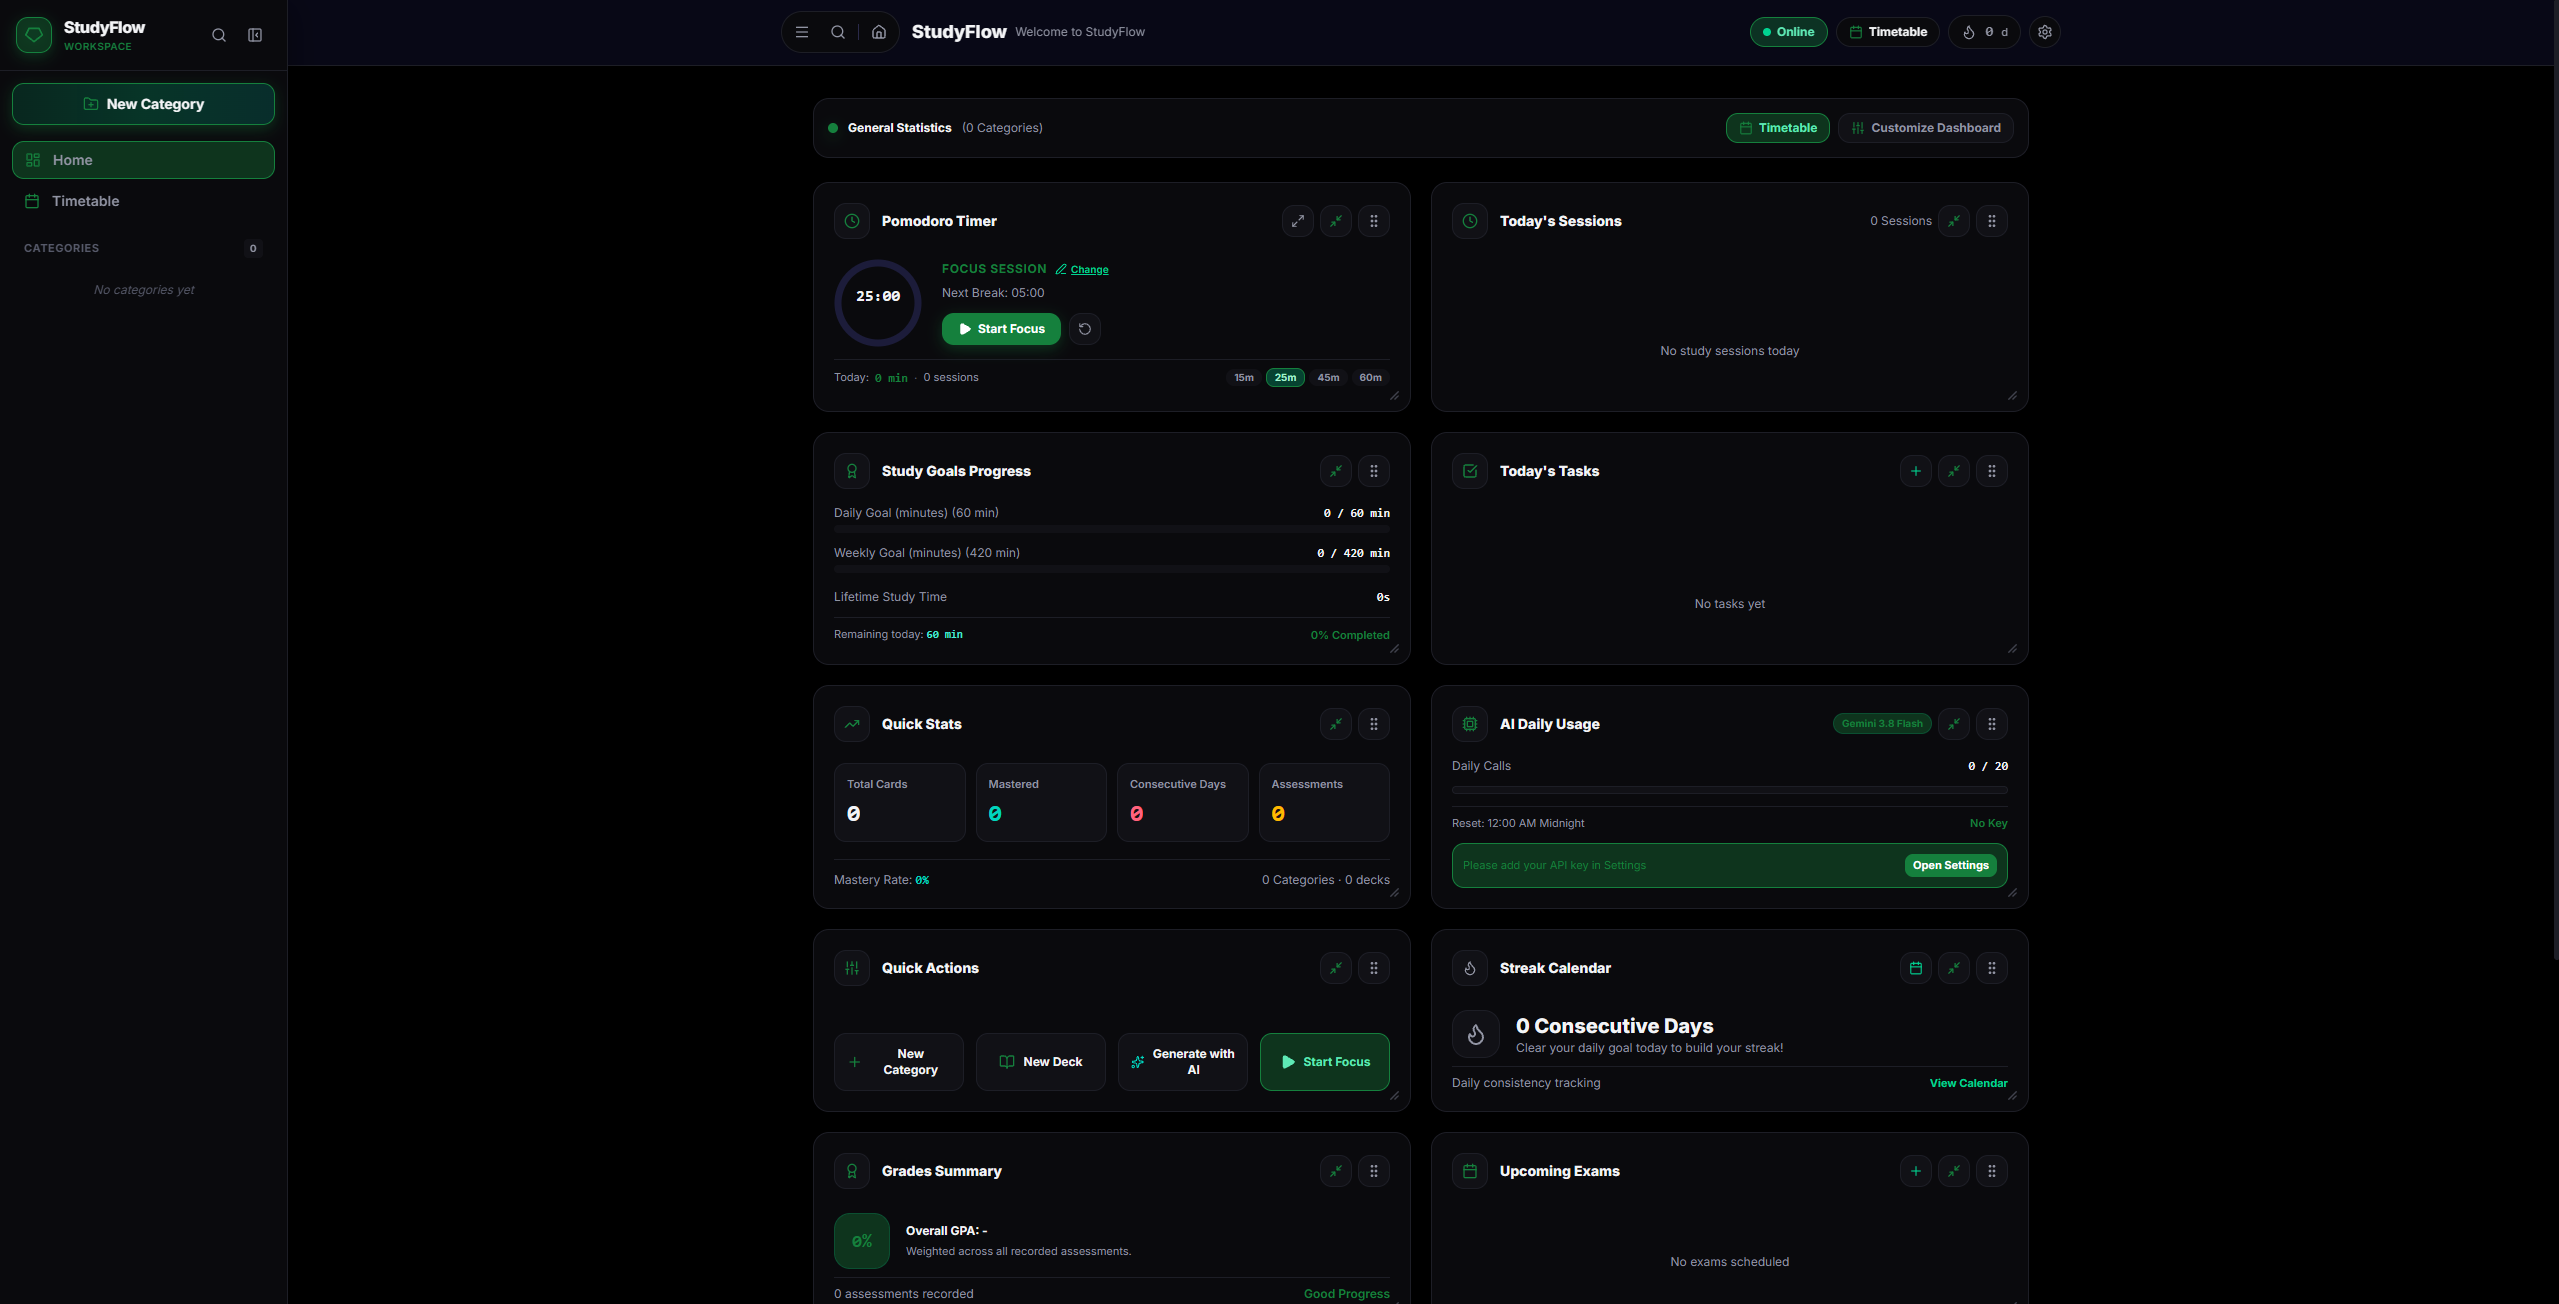 StudyFlow
WORKSPACE
New Category
Home
Timetable
CATEGORIES 0
No categories yet
StudyFlow Welcome to StudyFlow
Online
Timetable
0 d
General Statistics (0 Categories)
Timetable
Customize Dashboard
Pomodoro Timer
25:00
FOCUS SESSION Change
Next Break: 05:00
Start Focus
Today: 0 min · 0 sessions
15m 25m 45m 60m
Today's Sessions
0 Sessions
No study sessions today
Study Goals Progress
Daily Goal (minutes) (60 min) 0 / 60 min
Weekly Goal (minutes) (420 min) 0 / 420 min
Lifetime Study Time 0s
Remaining today: 60 min 0% Completed
Today's Tasks
No tasks yet
Quick Stats
Total Cards
0
Mastered
0
Consecutive Days
0
Assessments
0
Mastery Rate: 0% 0 Categories · 0 decks
AI Daily Usage
Gemini 3.8 Flash
Daily Calls 0 / 20
Reset: 12:00 AM Midnight No Key
Please add your API key in Settings
Open Settings
Quick Actions
New
Category
New Deck
Generate with
AI
Start Focus
Streak Calendar
0 Consecutive Days
Clear your daily goal today to build your streak!
Daily consistency tracking View Calendar
Grades Summary
0%
Overall GPA: -
Weighted across all recorded assessments.
0 assessments recorded Good Progress
Upcoming Exams
No exams scheduled